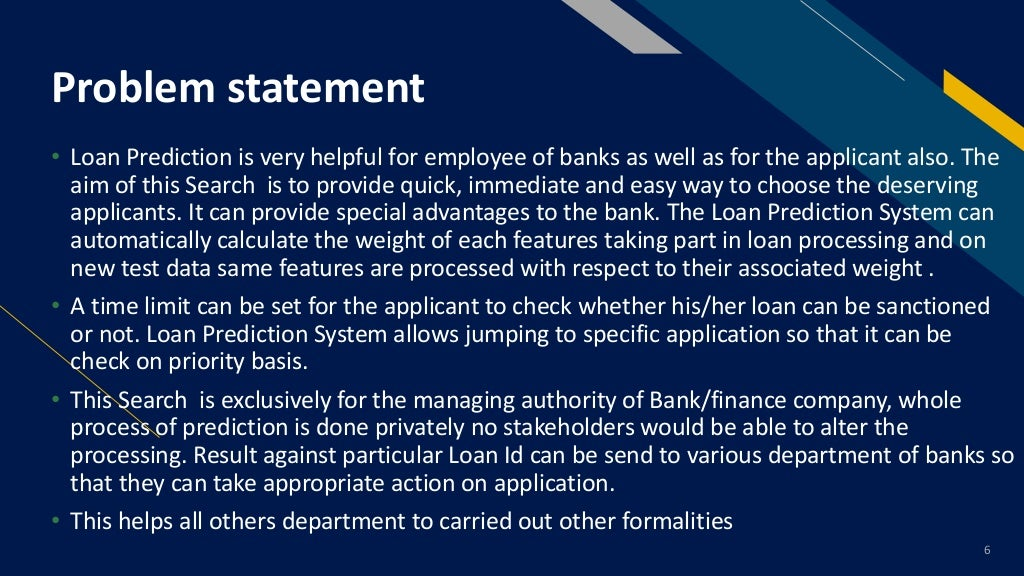 Problem statement
• Loan Prediction is very helpful for employee of banks as well as for the applicant also. The
aim of this Search  is to provide quick, immediate and easy way to choose the deserving
applicants. It can provide special advantages to the bank. The Loan Prediction System can
automatically calculate the weight of each features taking part in loan processing and on
new test data same features are processed with respect to their associated weight .
• A time limit can be set for the applicant to check whether his/her loan can be sanctioned
or not. Loan Prediction System allows jumping to specific application so that it can be
check on priority basis.
• This Search  is exclusively for the managing authority of Bank/finance company, whole
process of prediction is done privately no stakeholders would be able to alter the
processing. Result against particular Loan Id can be send to various department of banks so
that they can take appropriate action on application.
• This helps all others department to carried out other formalities
6